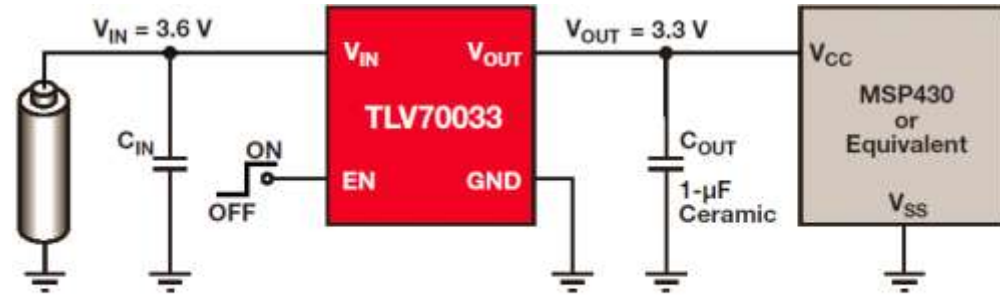 VIN = 3.6 V
CIN
ON
OFF
VIN
VOUT
TLV70033
EN
GND
VOUT = 3.3 V
COUT
1-µF
Ceramic
VCC
MSP430
or
Equivalent
VSS